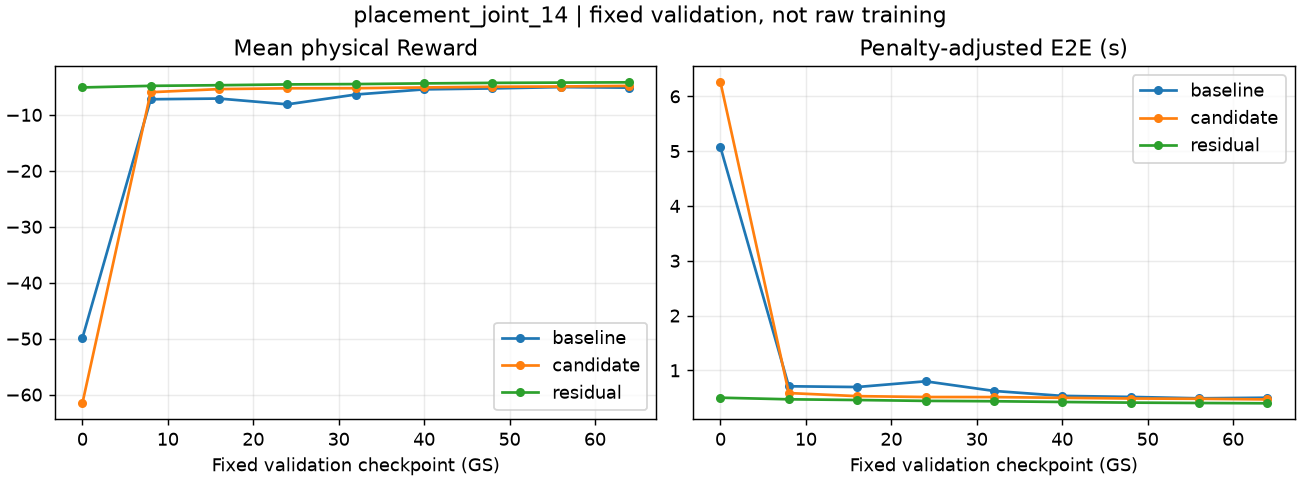 placement_joint_14 | fixed validation, not raw training
Mean physical Reward
−10
−20
−30
−40
−50
−60
0
10
20
30
40
50
60
Fixed validation checkpoint (GS)
baseline
candidate
residual
Penalty-adjusted E2E (s)
6
5
4
3
2
1
0
10
20
30
40
50
60
Fixed validation checkpoint (GS)
baseline
candidate
residual